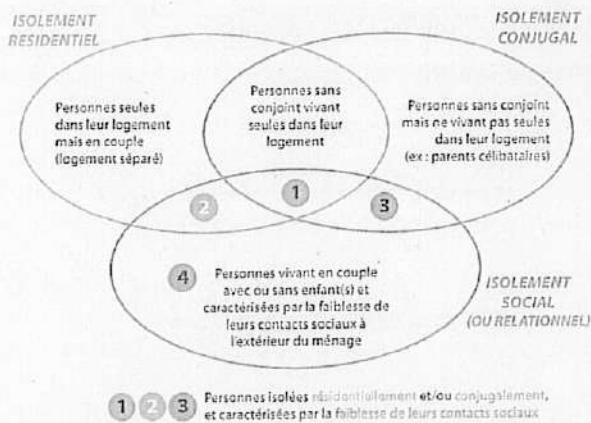 ISOLEMENT
RESIDENTIEL
ISOLEMENT
CONJUGAL
Personnes seules
dans leur logement
mais en couple
(logement séparé)
Personnes sans
conjoint vivant
seules dans leur
logement
Personnes sans conjoint
mais ne vivant pas seules
dans leur logement
(ex : parents célibataires)
2
1
3
4
Personnes vivant en couple
avec ou sans enfant(s) et
caractérisées par la faiblesse de
leurs contacts sociaux à
l'extérieur du ménage
ISOLEMENT
SOCIAL
(OU RELATIONNEL)
1 2 3 Personnes isolées résidentiellement et/ou conjugalement,
et caractérisées par la faiblesse de leurs contacts sociaux